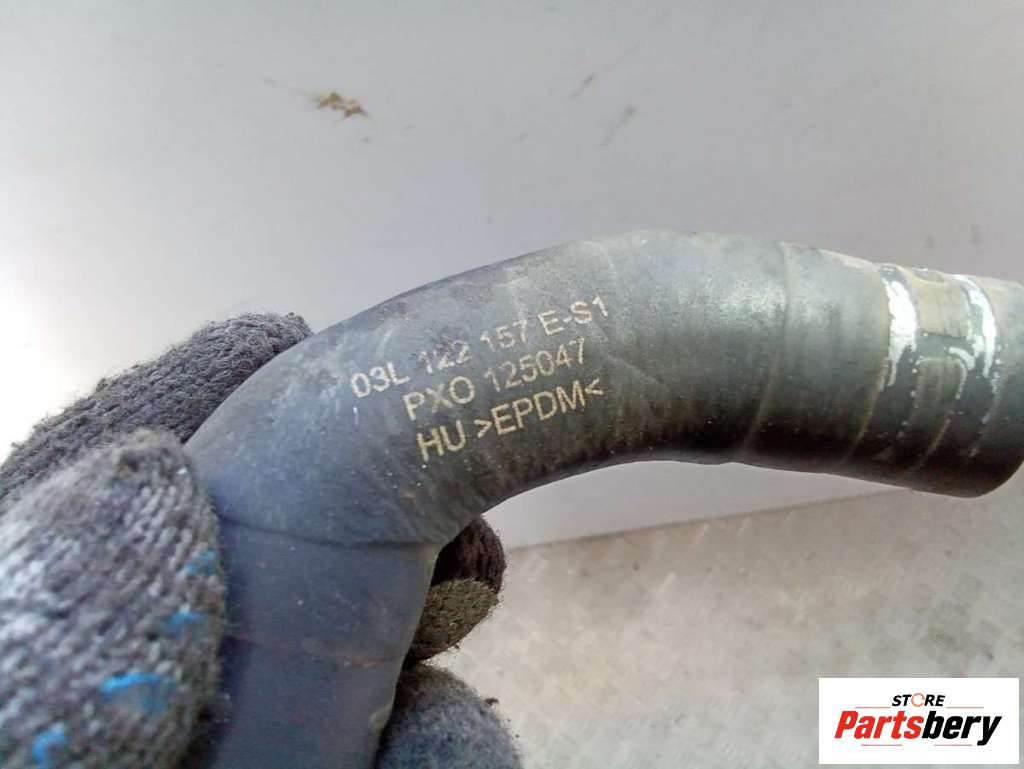 03L 122 157 E-S1
PXO 125047
HU >EPDM<
STORE
Partsbery